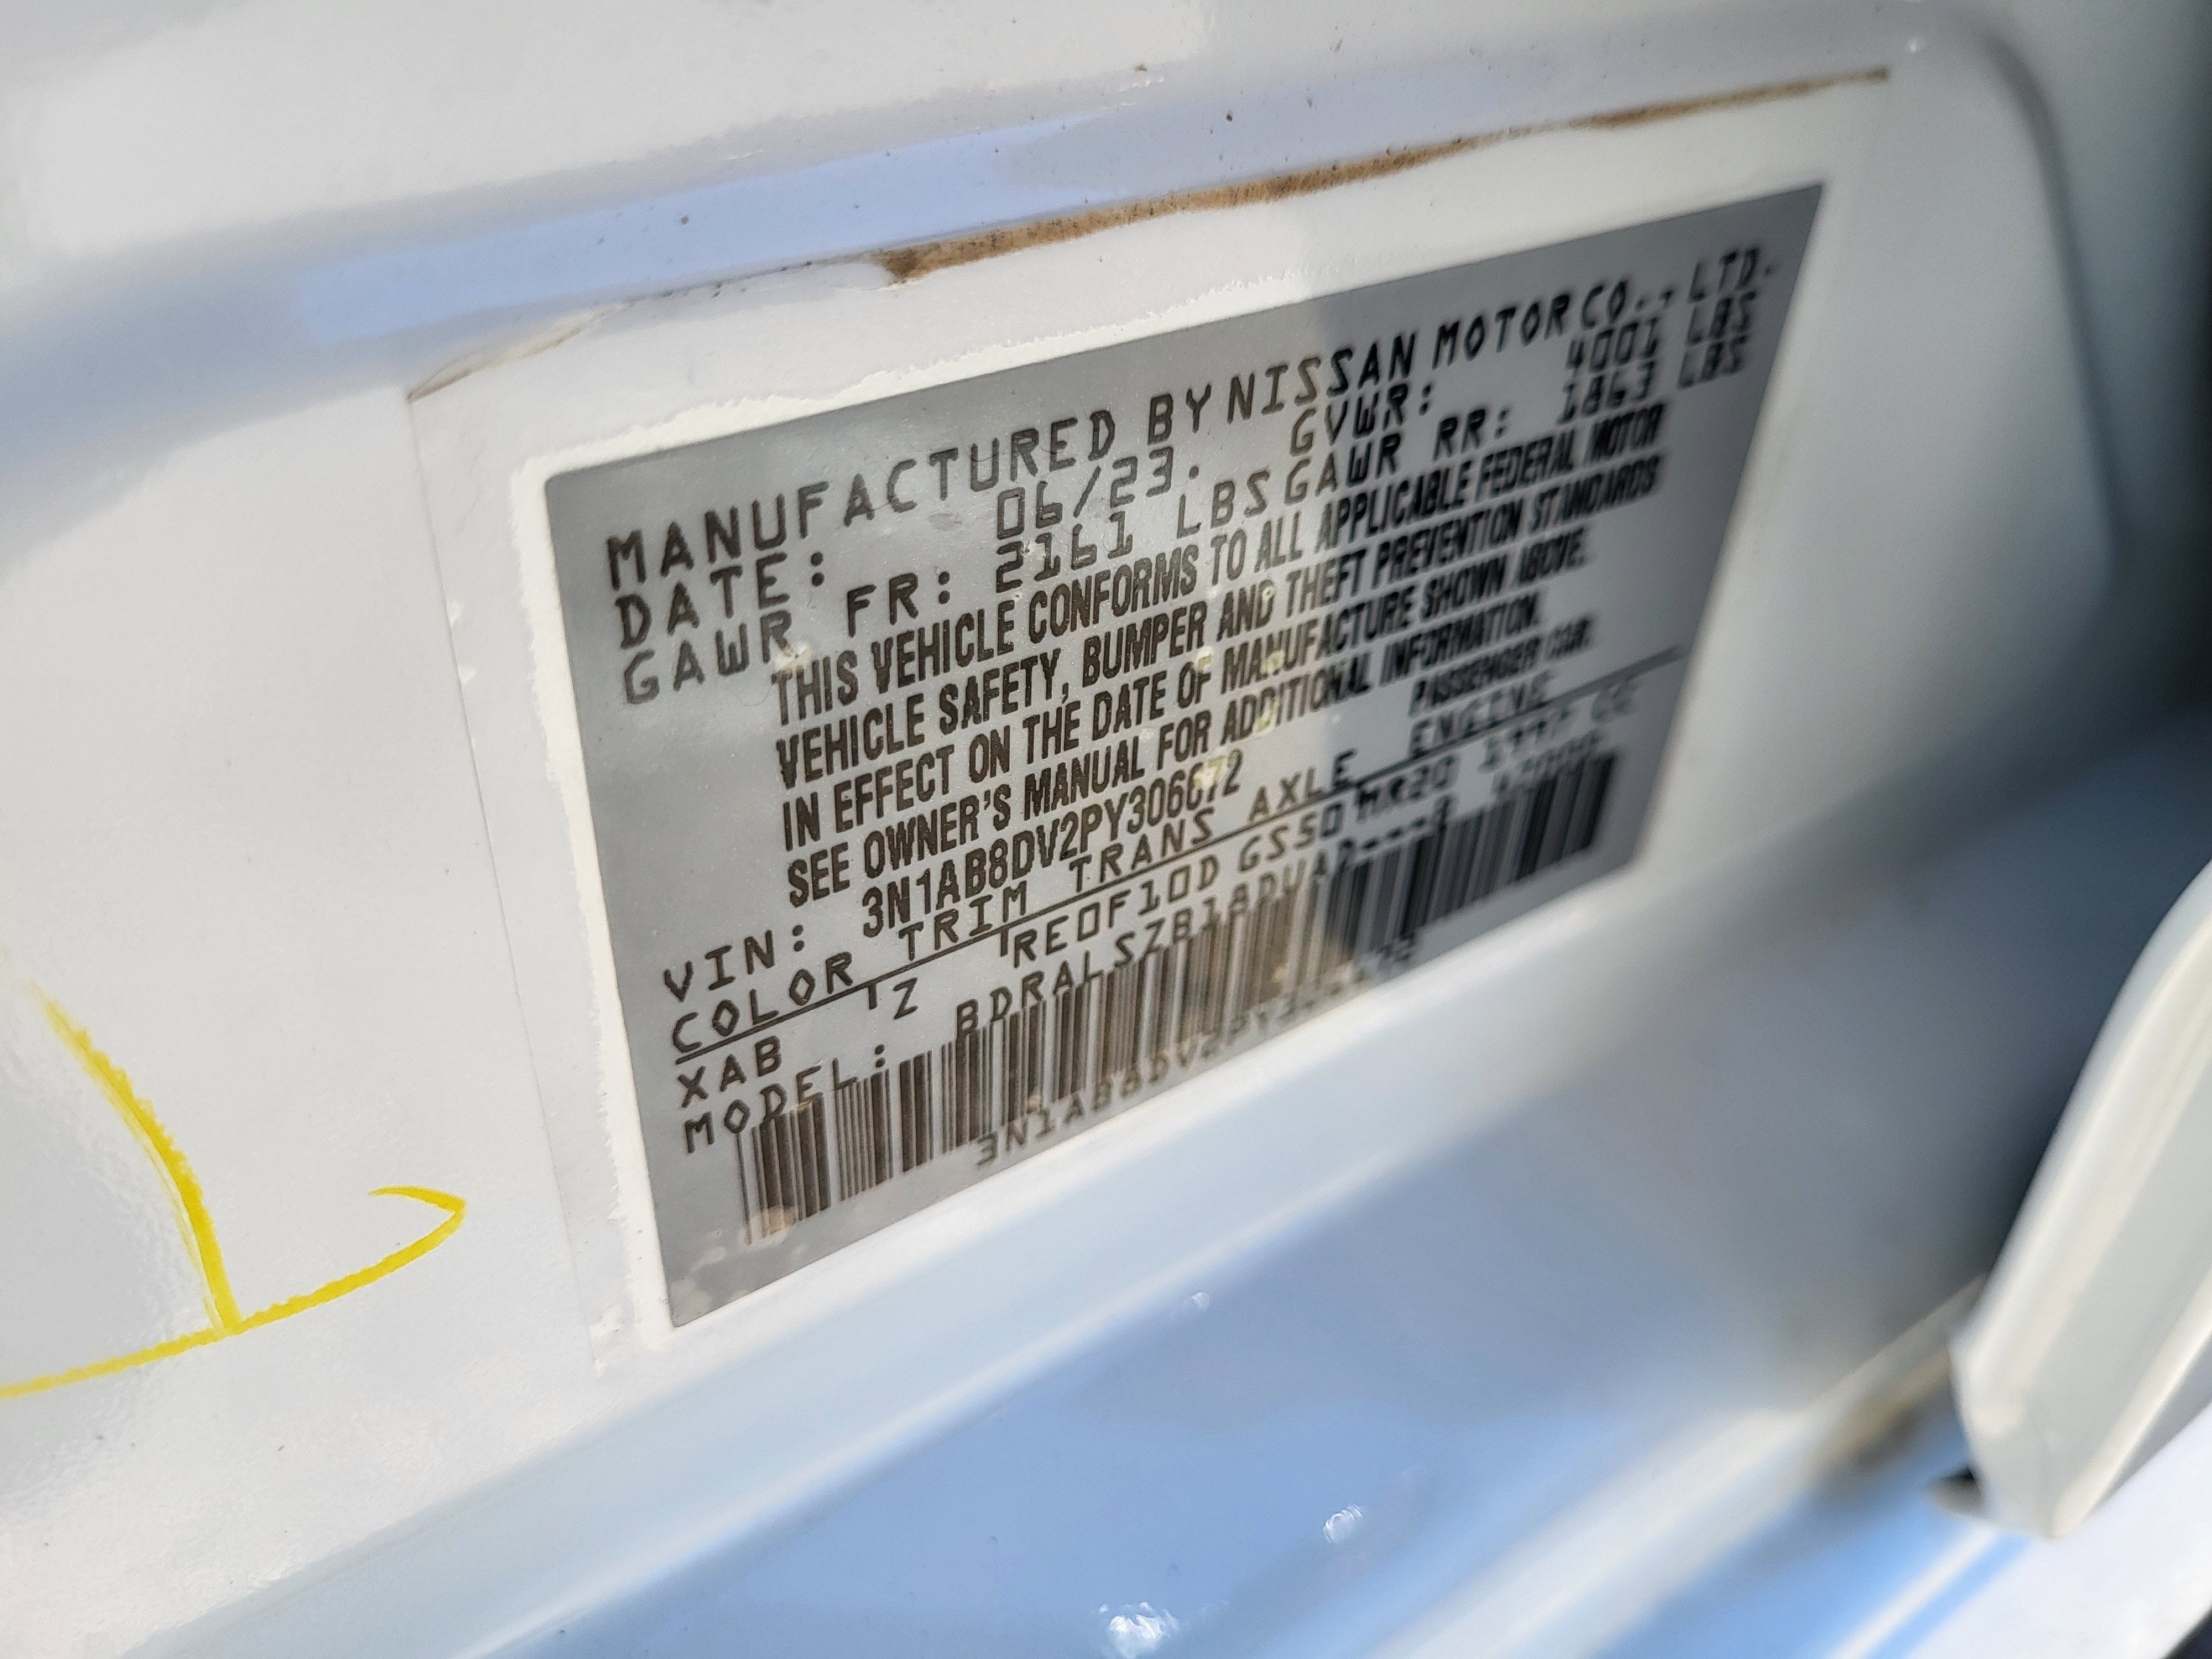 MANUFACTURED BY NISSAN MOTOR CO., LTD.
DATE: 06/23. GVWR: 4001 LBS
GAWR FR: 2161 LBS GAWR RR: 1863 LBS
THIS VEHICLE CONFORMS TO ALL APPLICABLE FEDERAL MOTOR
VEHICLE SAFETY, BUMPER AND THEFT PREVENTION STANDARDS
IN EFFECT ON THE DATE OF MANUFACTURE SHOWN ABOVE.
SEE OWNER'S MANUAL FOR ADDITIONAL INFORMATION.
VIN: 3N1AB8DV2PY306672 PASSENGER CAR
COLOR TRIM TRANS AXLE ENGINE
XAB Z RE0F10D GS5D MR20 1997 CC
MODEL: